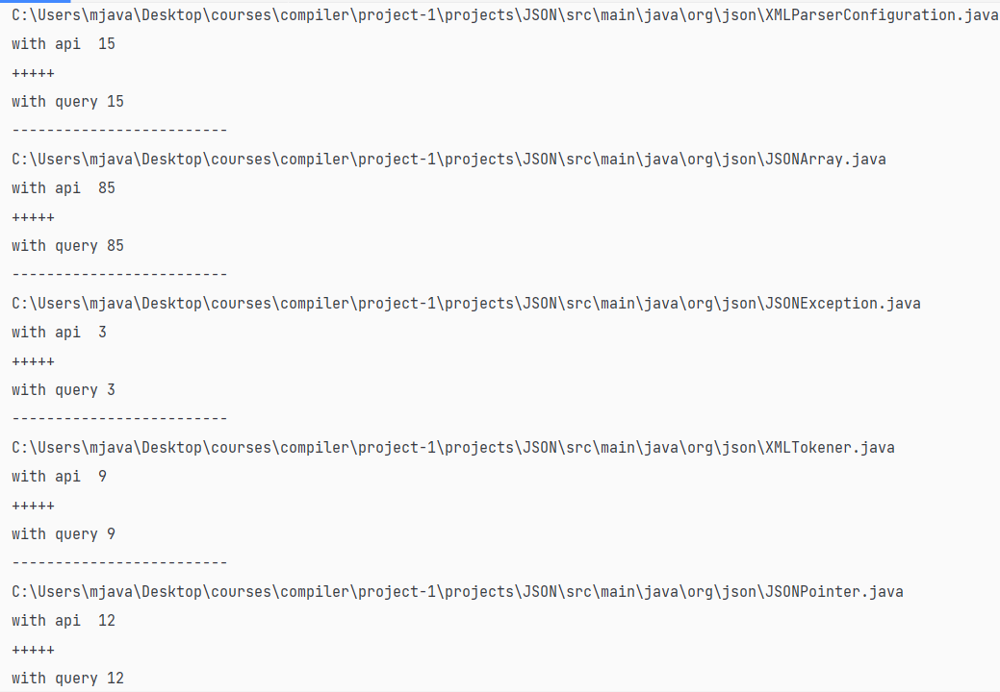 C:\Users\mjava\Desktop\courses\compiler\project-1\projects\JSON\src\main\java\org\json\XMLParserConfiguration.java
with api  15
+++++
with query 15
-------------------------
C:\Users\mjava\Desktop\courses\compiler\project-1\projects\JSON\src\main\java\org\json\JSONArray.java
with api  85
+++++
with query 85
-------------------------
C:\Users\mjava\Desktop\courses\compiler\project-1\projects\JSON\src\main\java\org\json\JSONException.java
with api  3
+++++
with query 3
-------------------------
C:\Users\mjava\Desktop\courses\compiler\project-1\projects\JSON\src\main\java\org\json\XMLTokener.java
with api  9
+++++
with query 9
-------------------------
C:\Users\mjava\Desktop\courses\compiler\project-1\projects\JSON\src\main\java\org\json\JSONPointer.java
with api  12
+++++
with query 12